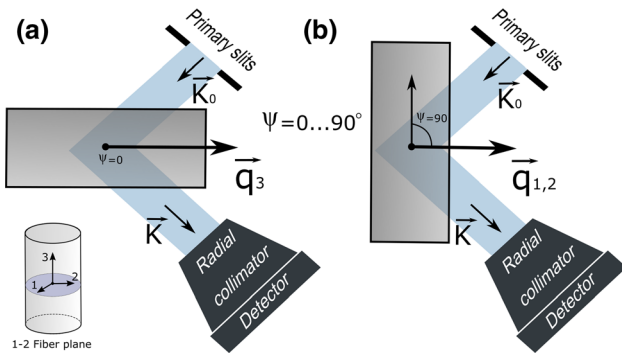 (a)
Primary slits
K₀
ψ=0
q₃
K
Radial
collimator
Detector
3
1
2
1-2 Fiber plane
ψ=0...90°
(b)
Primary slits
K₀
ψ=90
q₁,₂
K
Radial
collimator
Detector